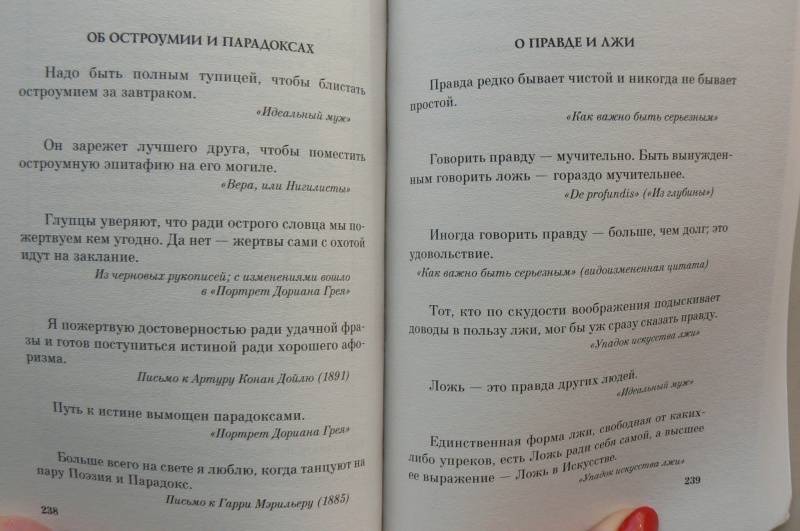 ОБ ОСТРОУМИИ И ПАРАДОКСАХ
Надо быть полным тупицей, чтобы блистать
остроумием за завтраком.
«Идеальный муж»
Он зарежет лучшего друга, чтобы поместить
остроумную эпитафию на его могиле.
«Вера, или Нигилисты»
Глупцы уверяют, что ради острого словца мы по-
жертвуем кем угодно. Да нет — жертвы сами с охотой
идут на заклание.
Из черновых рукописей; с изменениями вошло
в «Портрет Дориана Грея»
Я пожертвую достоверностью ради удачной фра-
зы и готов поступиться истиной ради хорошего афо-
ризма.
Письмо к Артуру Конан Дойлю (1891)
Путь к истине вымощен парадоксами.
«Портрет Дориана Грея»
Больше всего на свете я люблю, когда танцуют на
пару Поэзия и Парадокс.
Письмо к Гарри Мэрильеру (1885)
238
О ПРАВДЕ И ЛЖИ
Правда редко бывает чистой и никогда не бывает
простой.
«Как важно быть серьезным»
Говорить правду — мучительно. Быть вынужден-
ным говорить ложь — гораздо мучительнее.
«De profundis» («Из глубины»)
Иногда говорить правду — больше, чем долг; это
удовольствие.
«Как важно быть серьезным» (видоизмененная цитата)
Тот, кто по скудости воображения подыскивает
доводы в пользу лжи, мог бы уж сразу сказать правду.
«Упадок искусства лжи»
Ложь — это правда других людей.
«Идеальный муж»
Единственная форма лжи, свободная от каких-
либо упреков, есть Ложь ради себя самой, а высшее
ее выражение — Ложь в Искусстве.
«Упадок искусства лжи»
239